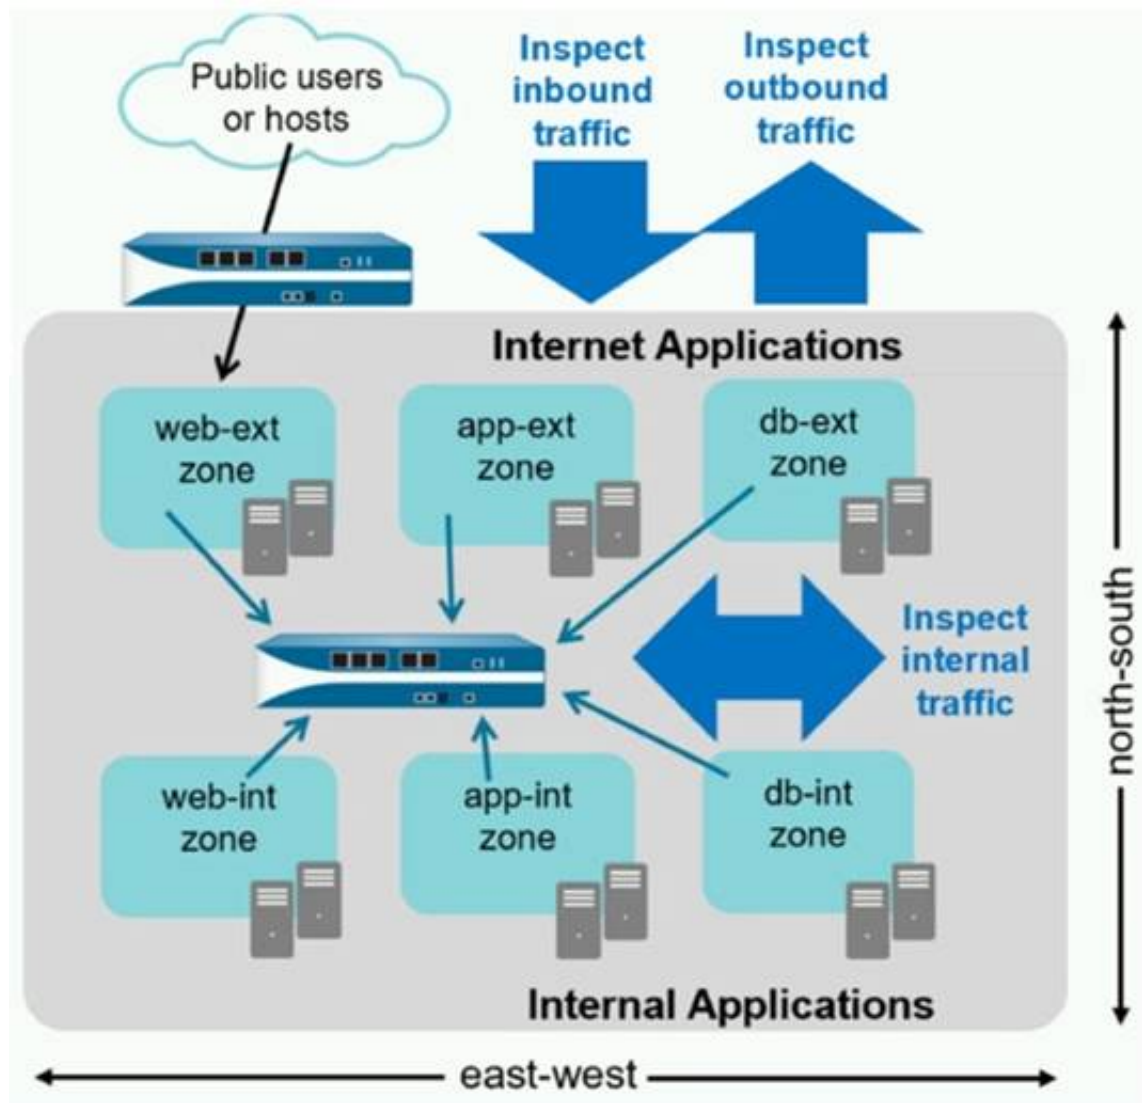 Public users
or hosts
Inspect
inbound
traffic
Inspect
outbound
traffic
Internet Applications
web-ext
zone
app-ext
zone
db-ext
zone
Inspect
internal
traffic
north-south
web-int
zone
app-int
zone
db-int
zone
Internal Applications
east-west